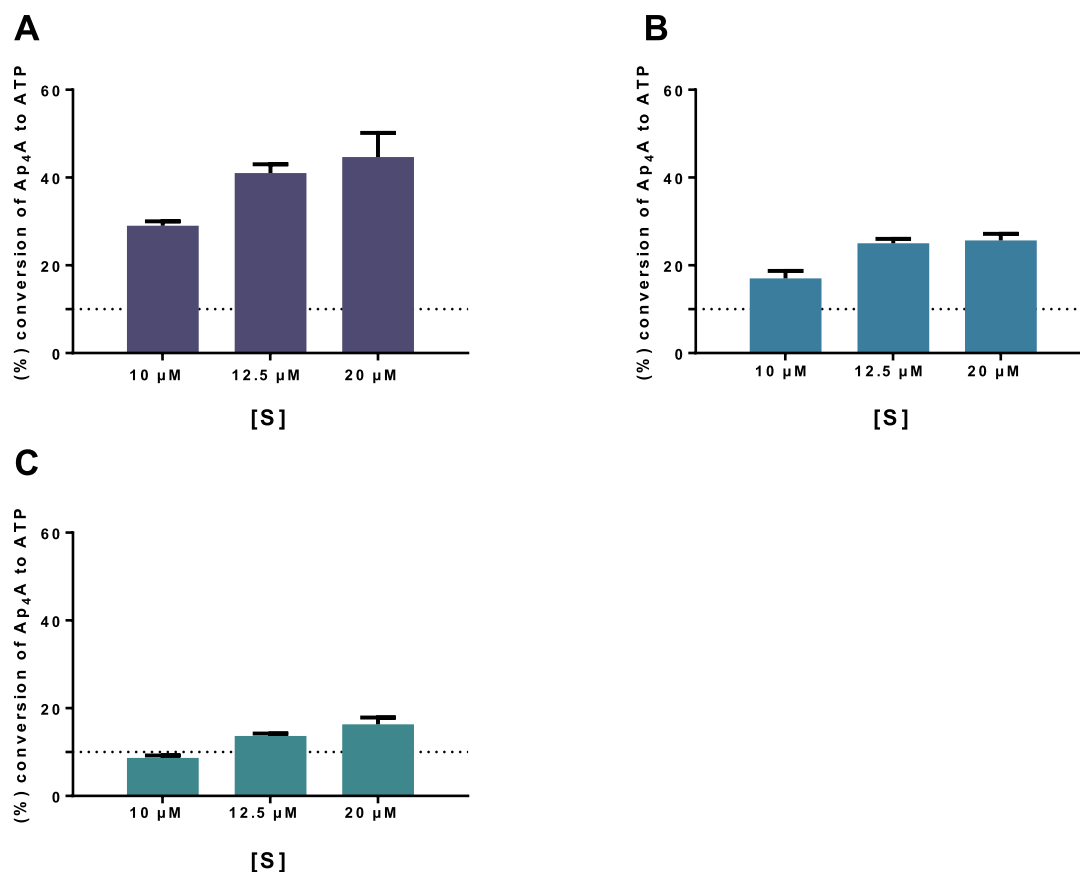 A
(%) conversion of Ap₄A to ATP
60
40
20
0
10 µM 12.5 µM 20 µM
[S]
B
(%) conversion of Ap₄A to ATP
60
40
20
0
10 µM 12.5 µM 20 µM
[S]
C
(%) conversion of Ap₄A to ATP
60
40
20
0
10 µM 12.5 µM 20 µM
[S]